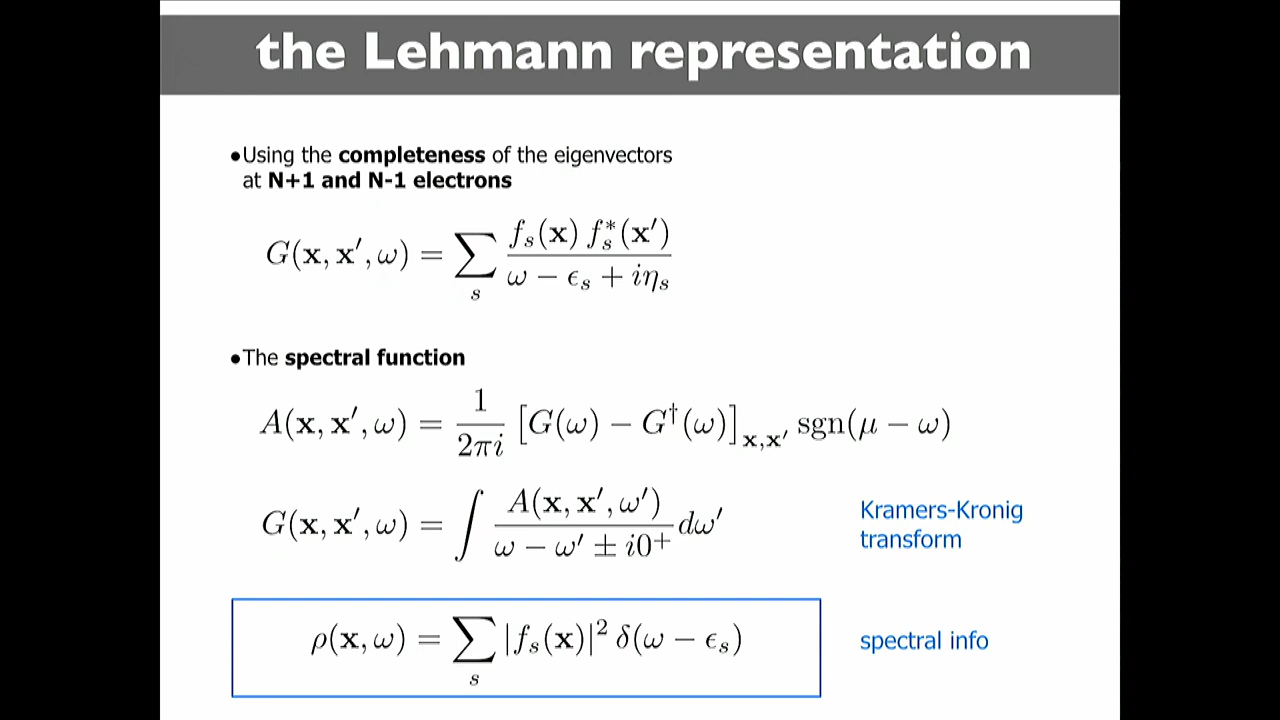 the Lehmann representation
•Using the completeness of the eigenvectors
at N+1 and N-1 electrons
G(x, x′, ω) = ∑_s f_s(x) f_s^*(x′) / (ω − ϵ_s + iη_s)
•The spectral function
A(x, x′, ω) = 1/(2πi) [G(ω) − G†(ω)]_{x,x′} sgn(μ − ω)
G(x, x′, ω) = ∫ A(x, x′, ω′) / (ω − ω′ ± i0⁺) dω′
Kramers-Kronig
transform
ρ(x, ω) = ∑_s |f_s(x)|² δ(ω − ϵ_s)
spectral info